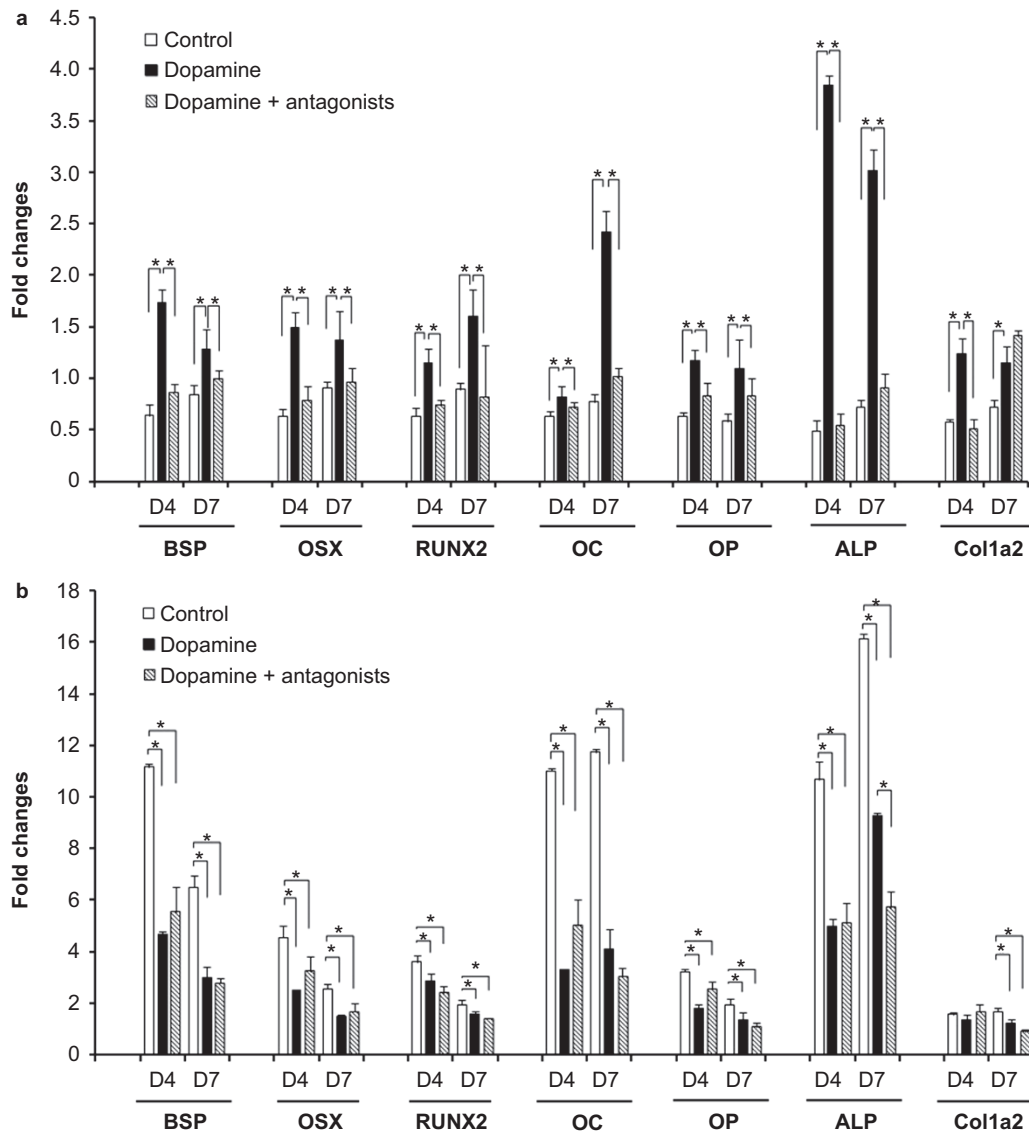 a
Fold changes
4.5
4.0
3.5
3.0
2.5
2.0
1.5
1.0
0.5
0
Control
Dopamine
Dopamine + antagonists
* * * * * * * * * * * * * * * * * * * * * * * * * * *
D4 D7 D4 D7 D4 D7 D4 D7 D4 D7 D4 D7 D4 D7
BSP OSX RUNX2 OC OP ALP Col1a2
b
Fold changes
18
16
14
12
10
8
6
4
2
0
Control
Dopamine
Dopamine + antagonists
* * * * * * * * * * * * * * * * * * * * * * * * * * *
D4 D7 D4 D7 D4 D7 D4 D7 D4 D7 D4 D7 D4 D7
BSP OSX RUNX2 OC OP ALP Col1a2